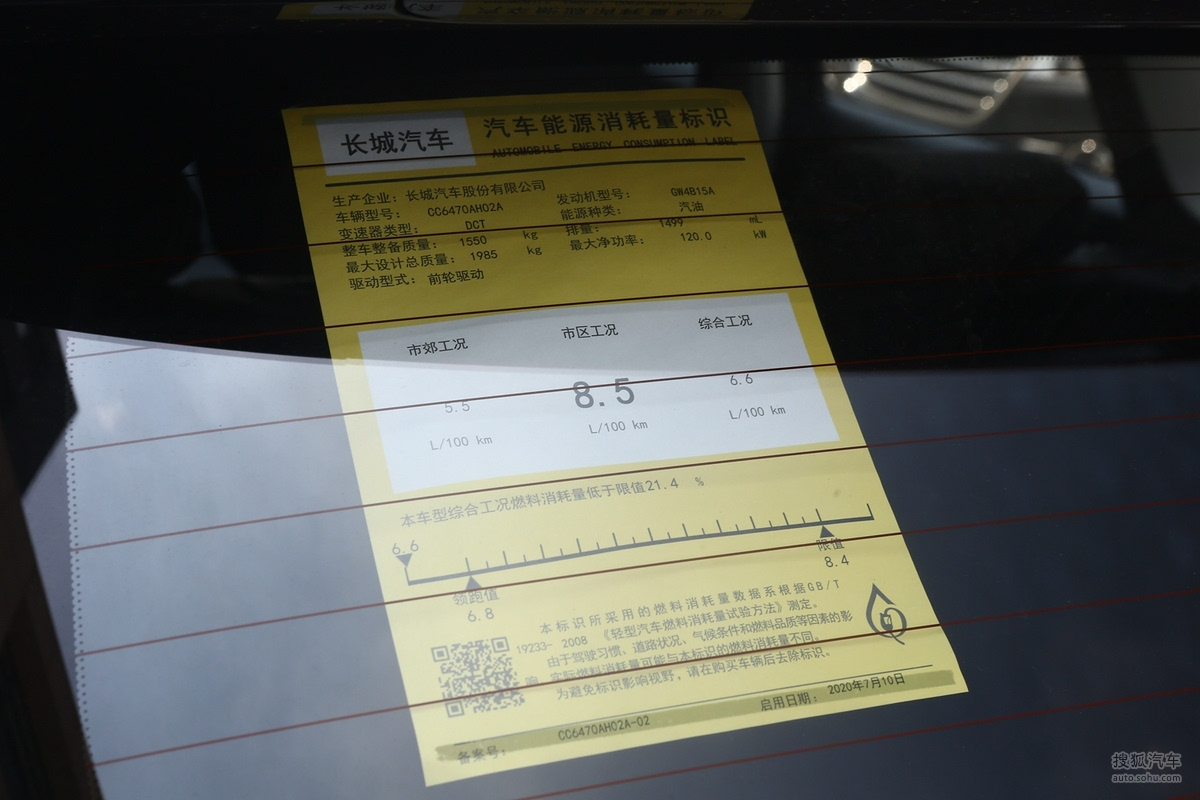 长城汽车
汽车能源消耗量标识
AUTOMOBILE ENERGY CONSUMPTION LABEL
生产企业：长城汽车股份有限公司
车辆型号： CC6470AH02A 发动机型号： GW4B15A
变速器类型： DCT 能源种类： 汽油
整车整备质量： 1550 kg 排量： 1499 mL
最大设计总质量： 1985 kg 最大净功率： 120.0 kW
驱动型式： 前轮驱动
市郊工况 市区工况 综合工况
5.5 8.5 6.6
L/100 km L/100 km L/100 km
本车型综合工况燃料消耗量低于限值21.4 %
6.6
领跑值 限值
6.8 8.4
本标识所采用的燃料消耗量数据系根据GB/T
19233- 2008 《轻型汽车燃料消耗量试验方法》测定。
由于驾驶习惯、道路状况、气候条件和燃料品质等因素的影
响，实际燃料消耗量可能与本标识的燃料消耗量不同。
为避免标识影响视野，请在购买车辆后去除标识。
备案号： CC6470AH02A-02 启用日期： 2020年7月10日
搜狐汽车
auto.sohu.com